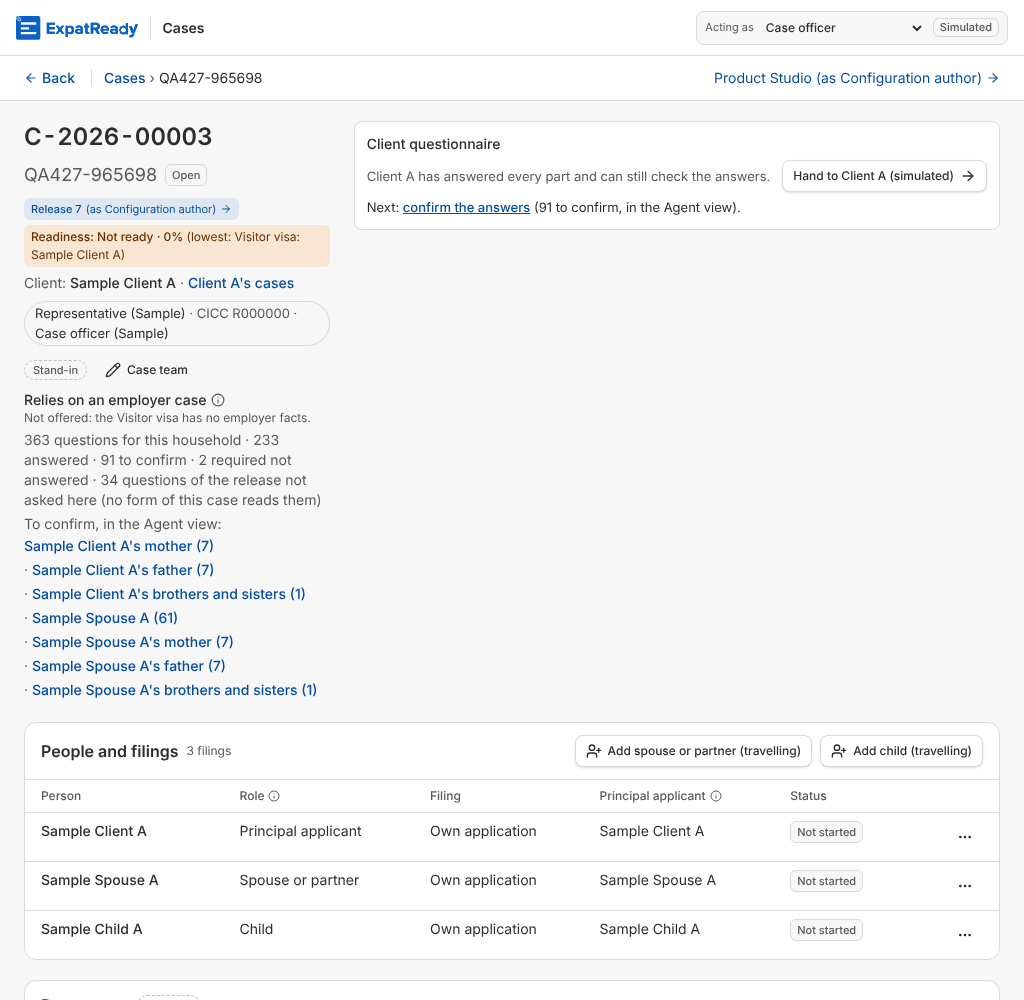 ExpatReady
Cases
Acting as Case officer Simulated
← Back
Cases › QA427-965698
Product Studio (as Configuration author) →
C-2026-00003
QA427-965698 Open
Release 7 (as Configuration author) →
Readiness: Not ready · 0% (lowest: Visitor visa:
Sample Client A)
Client: Sample Client A · Client A's cases
Representative (Sample) · CICC R000000 ·
Case officer (Sample)
Stand-in Case team
Relies on an employer case
Not offered: the Visitor visa has no employer facts.
363 questions for this household · 233
answered · 91 to confirm · 2 required not
answered · 34 questions of the release not
asked here (no form of this case reads them)
To confirm, in the Agent view:
Sample Client A's mother (7)
· Sample Client A's father (7)
· Sample Client A's brothers and sisters (1)
· Sample Spouse A (61)
· Sample Spouse A's mother (7)
· Sample Spouse A's father (7)
· Sample Spouse A's brothers and sisters (1)
Client questionnaire
Client A has answered every part and can still check the answers.
Hand to Client A (simulated) →
Next: confirm the answers (91 to confirm, in the Agent view).
People and filings 3 filings
Add spouse or partner (travelling)
Add child (travelling)
Person Role Filing Principal applicant Status
Sample Client A Principal applicant Own application Sample Client A Not started ...
Sample Spouse A Spouse or partner Own application Sample Spouse A Not started ...
Sample Child A Child Own application Sample Child A Not started ...